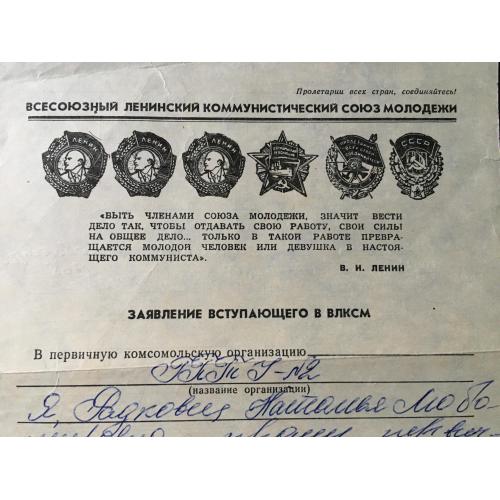 Пролетарии всех стран, соединяйтесь!
ВСЕСОЮЗНЫЙ ЛЕНИНСКИЙ КОММУНИСТИЧЕСКИЙ СОЮЗ МОЛОДЕЖИ
ЛЕНИН ЛЕНИН ЛЕНИН СССР
«БЫТЬ ЧЛЕНАМИ СОЮЗА МОЛОДЕЖИ, ЗНАЧИТ ВЕСТИ
ДЕЛО ТАК, ЧТОБЫ ОТДАВАТЬ СВОЮ РАБОТУ, СВОИ СИЛЫ
НА ОБЩЕЕ ДЕЛО... ТОЛЬКО В ТАКОЙ РАБОТЕ ПРЕВРА-
ЩАЕТСЯ МОЛОДОЙ ЧЕЛОВЕК ИЛИ ДЕВУШКА В НАСТОЯ-
ЩЕГО КОММУНИСТА».
В. И. ЛЕНИН
ЗАЯВЛЕНИЕ ВСТУПАЮЩЕГО В ВЛКСМ
В первичную комсомольскую организацию
(название организации)
Я, Наталья